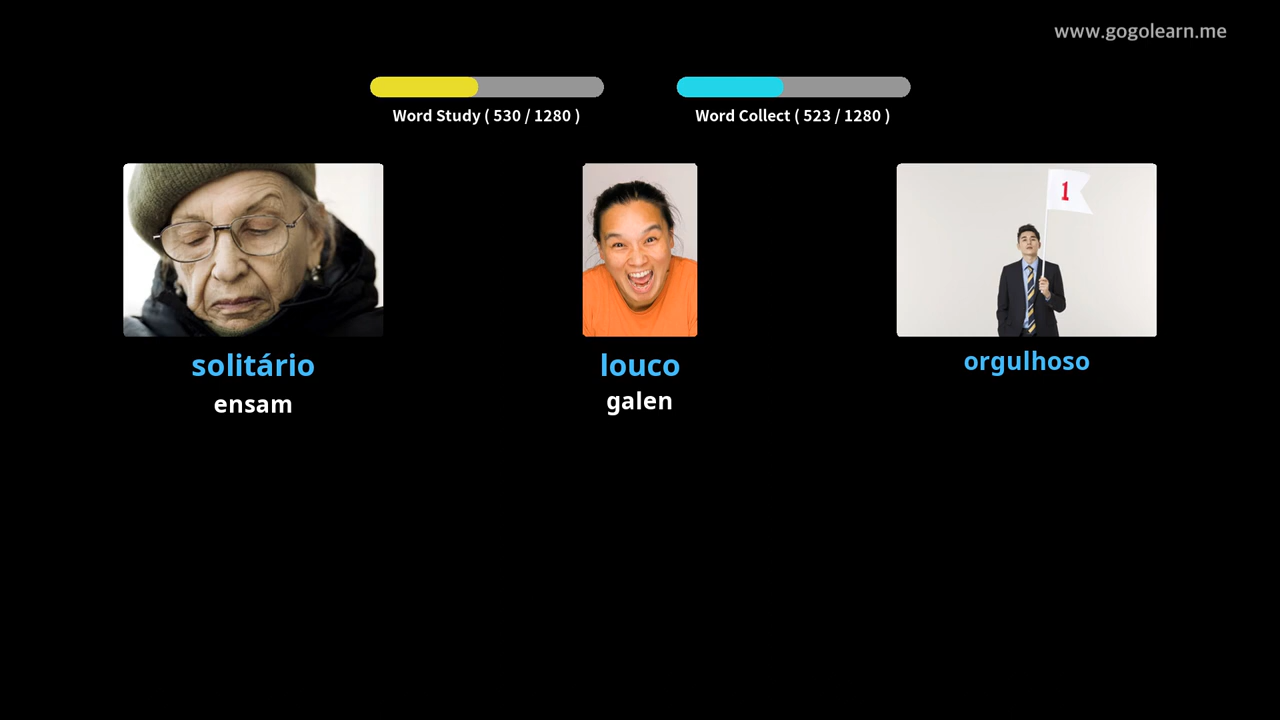 www.gogolearn.me
Word Study ( 530 / 1280 )
Word Collect ( 523 / 1280 )
1
solitário
louco
orgulhoso
ensam
galen